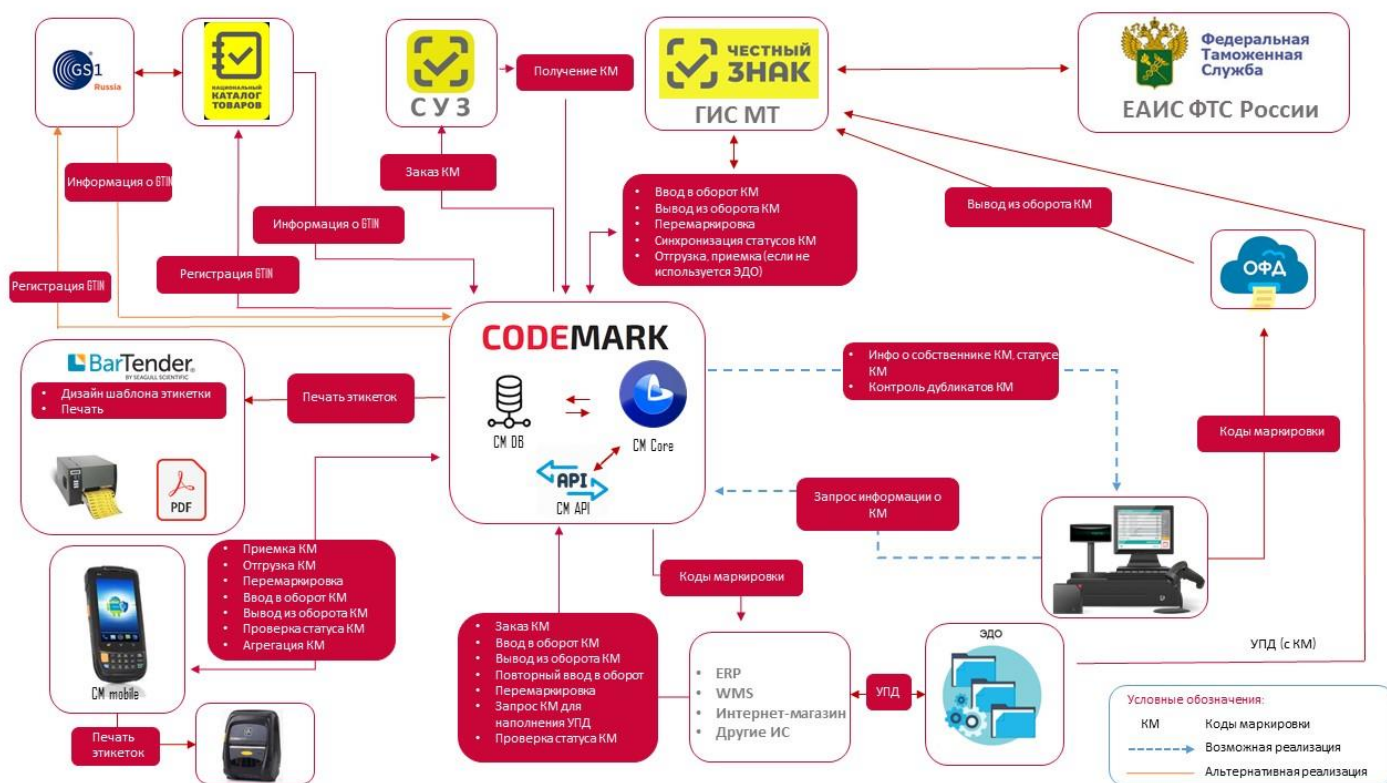 GS1
Russia
НАЦИОНАЛЬНЫЙ
КАТАЛОГ
ТОВАРОВ
СУЗ
Получение КМ
ЧЕСТНЫЙ
ЗНАК
ГИС МТ
Федеральная
Таможенная
Служба
ЕАИС ФТС России
Информация о GTIN
Заказ КМ
• Ввод в оборот КМ
• Вывод из оборота КМ
• Перемаркировка
• Синхронизация статусов КМ
• Отгрузка, приемка (если не
используется ЭДО)
Вывод из оборота КМ
Информация о GTIN
Регистрация GTIN
Регистрация GTIN
ОФД
CODEMARK
CM DB
CM Core
API
CM API
BarTender
BY SEAGULL SCIENTIFIC
• Дизайн шаблона этикетки
• Печать
PDF
Печать этикеток
• Инфо о собственнике КМ, статусе
КМ
• Контроль дубликатов КМ
Коды маркировки
Запрос информации о
КМ
• Приемка КМ
• Отгрузка КМ
• Перемаркировка
• Ввод в оборот КМ
• Вывод из оборота КМ
• Проверка статуса КМ
• Агрегация КМ
CM mobile
Печать
этикеток
Коды маркировки
• Заказ КМ
• Ввод в оборот КМ
• Вывод из оборота КМ
• Повторный ввод в оборот
• Перемаркировка
• Запрос КМ для
наполнения УПД
• Проверка статуса КМ
• ERP
• WMS
• Интернет-магазин
• Другие ИС
УПД
ЭДО
УПД (с КМ)
Условные обозначения:
КМ Коды маркировки
Возможная реализация
Альтернативная реализация